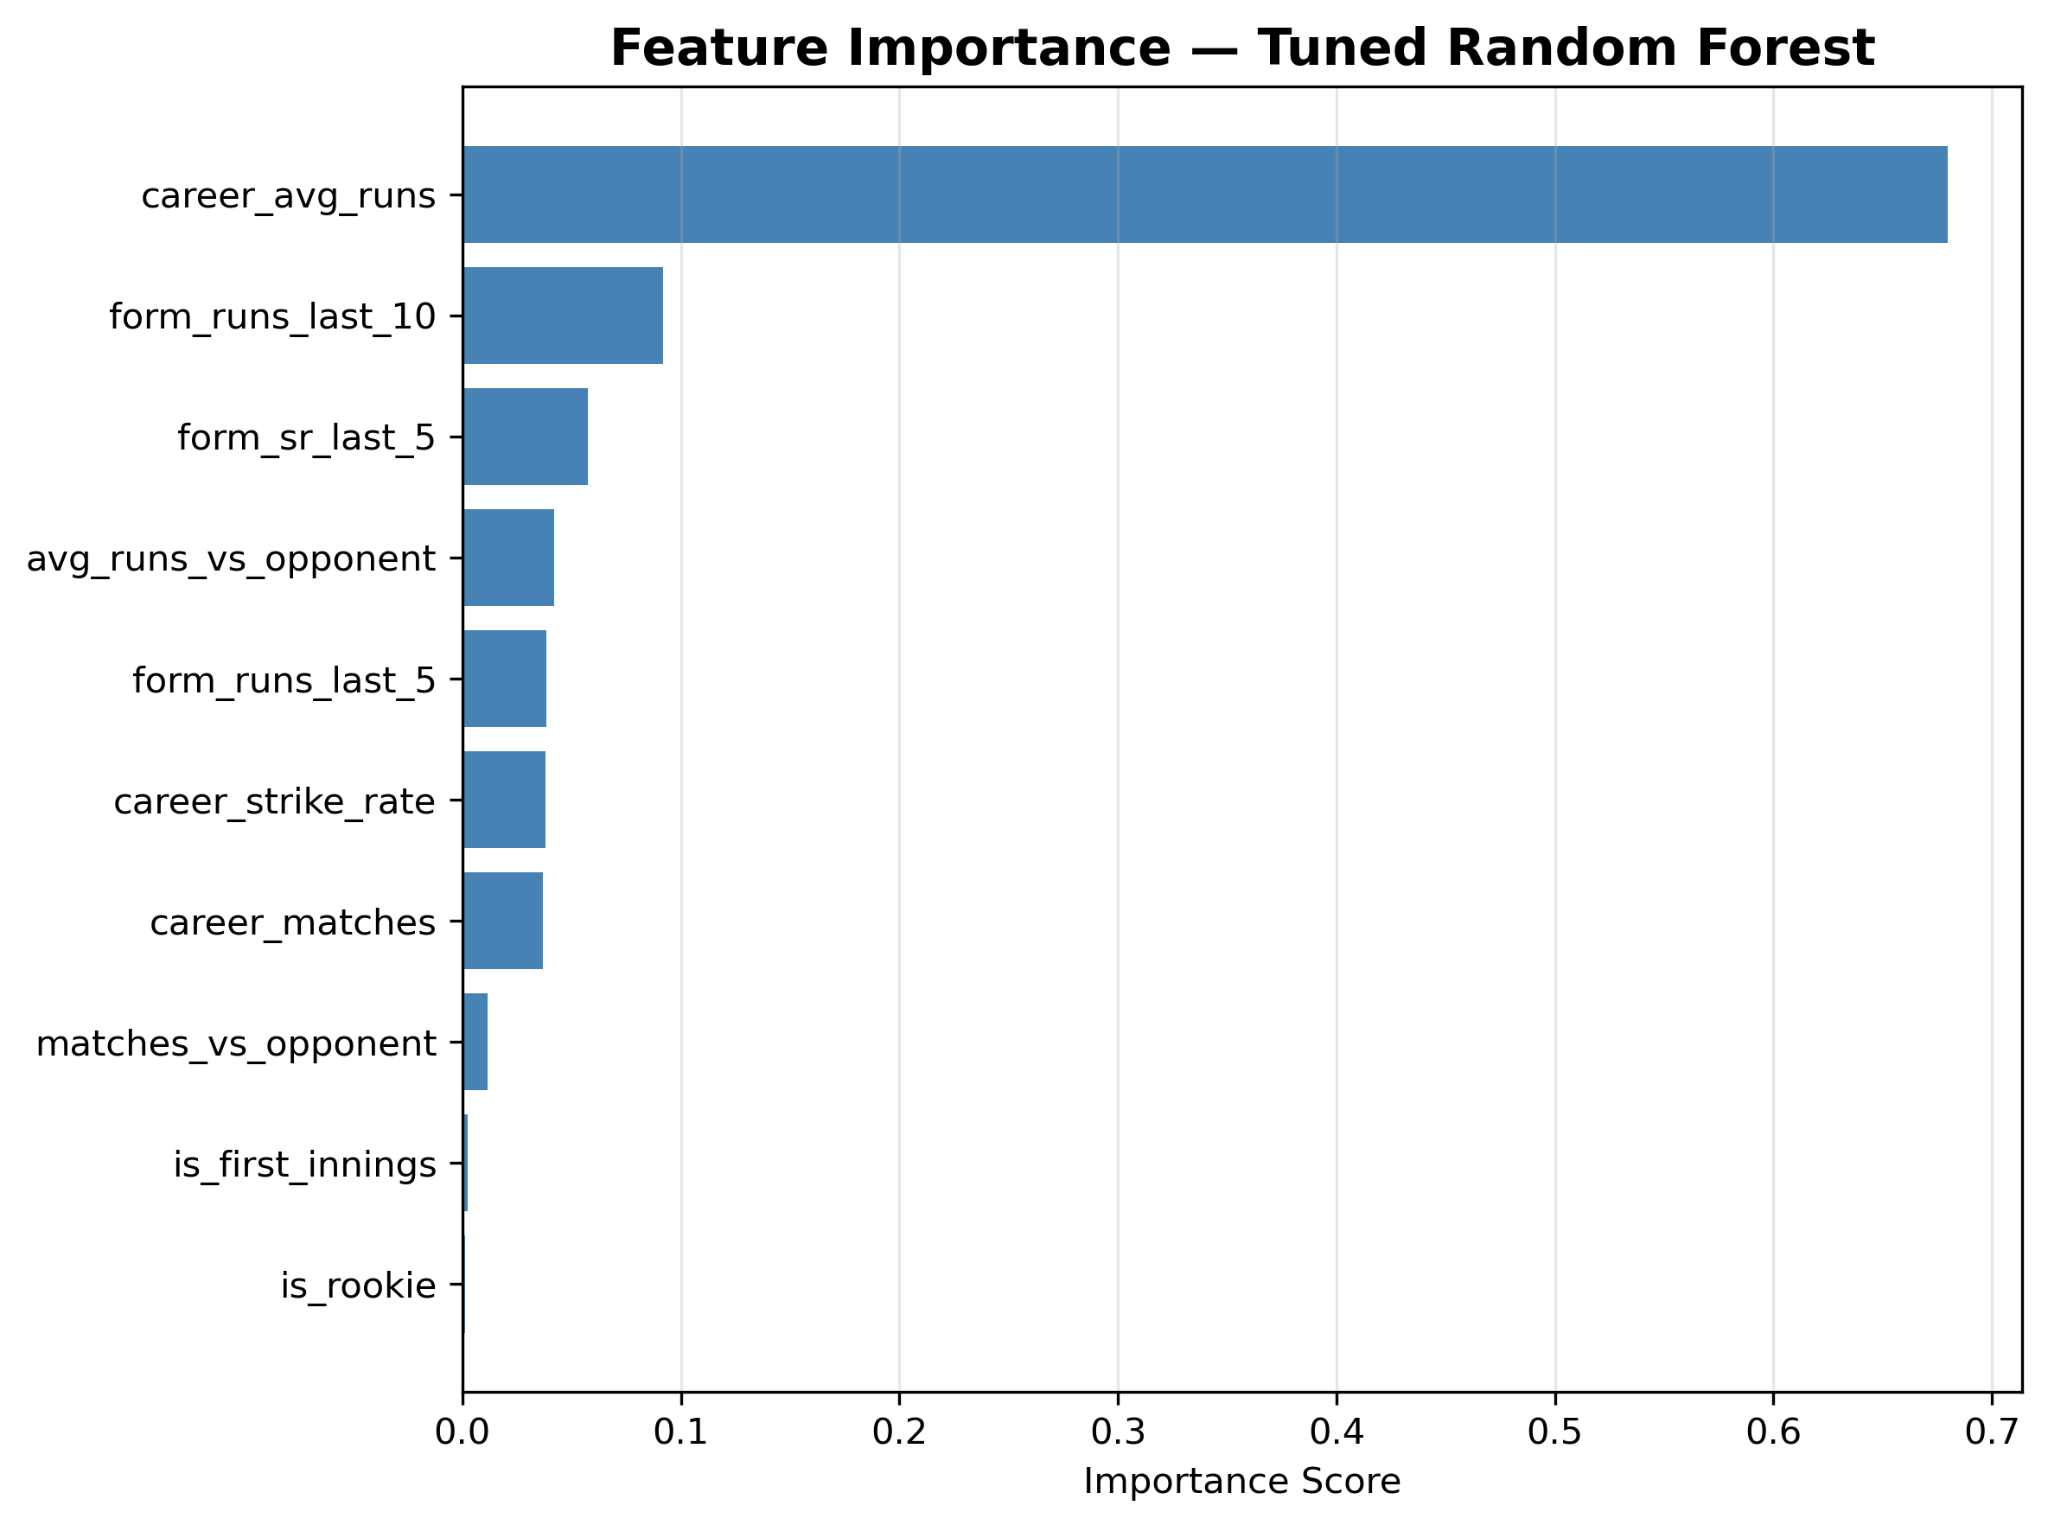 Feature Importance — Tuned Random Forest
career_avg_runs
form_runs_last_10
form_sr_last_5
avg_runs_vs_opponent
form_runs_last_5
career_strike_rate
career_matches
matches_vs_opponent
is_first_innings
is_rookie
0.0 0.1 0.2 0.3 0.4 0.5 0.6 0.7
Importance Score